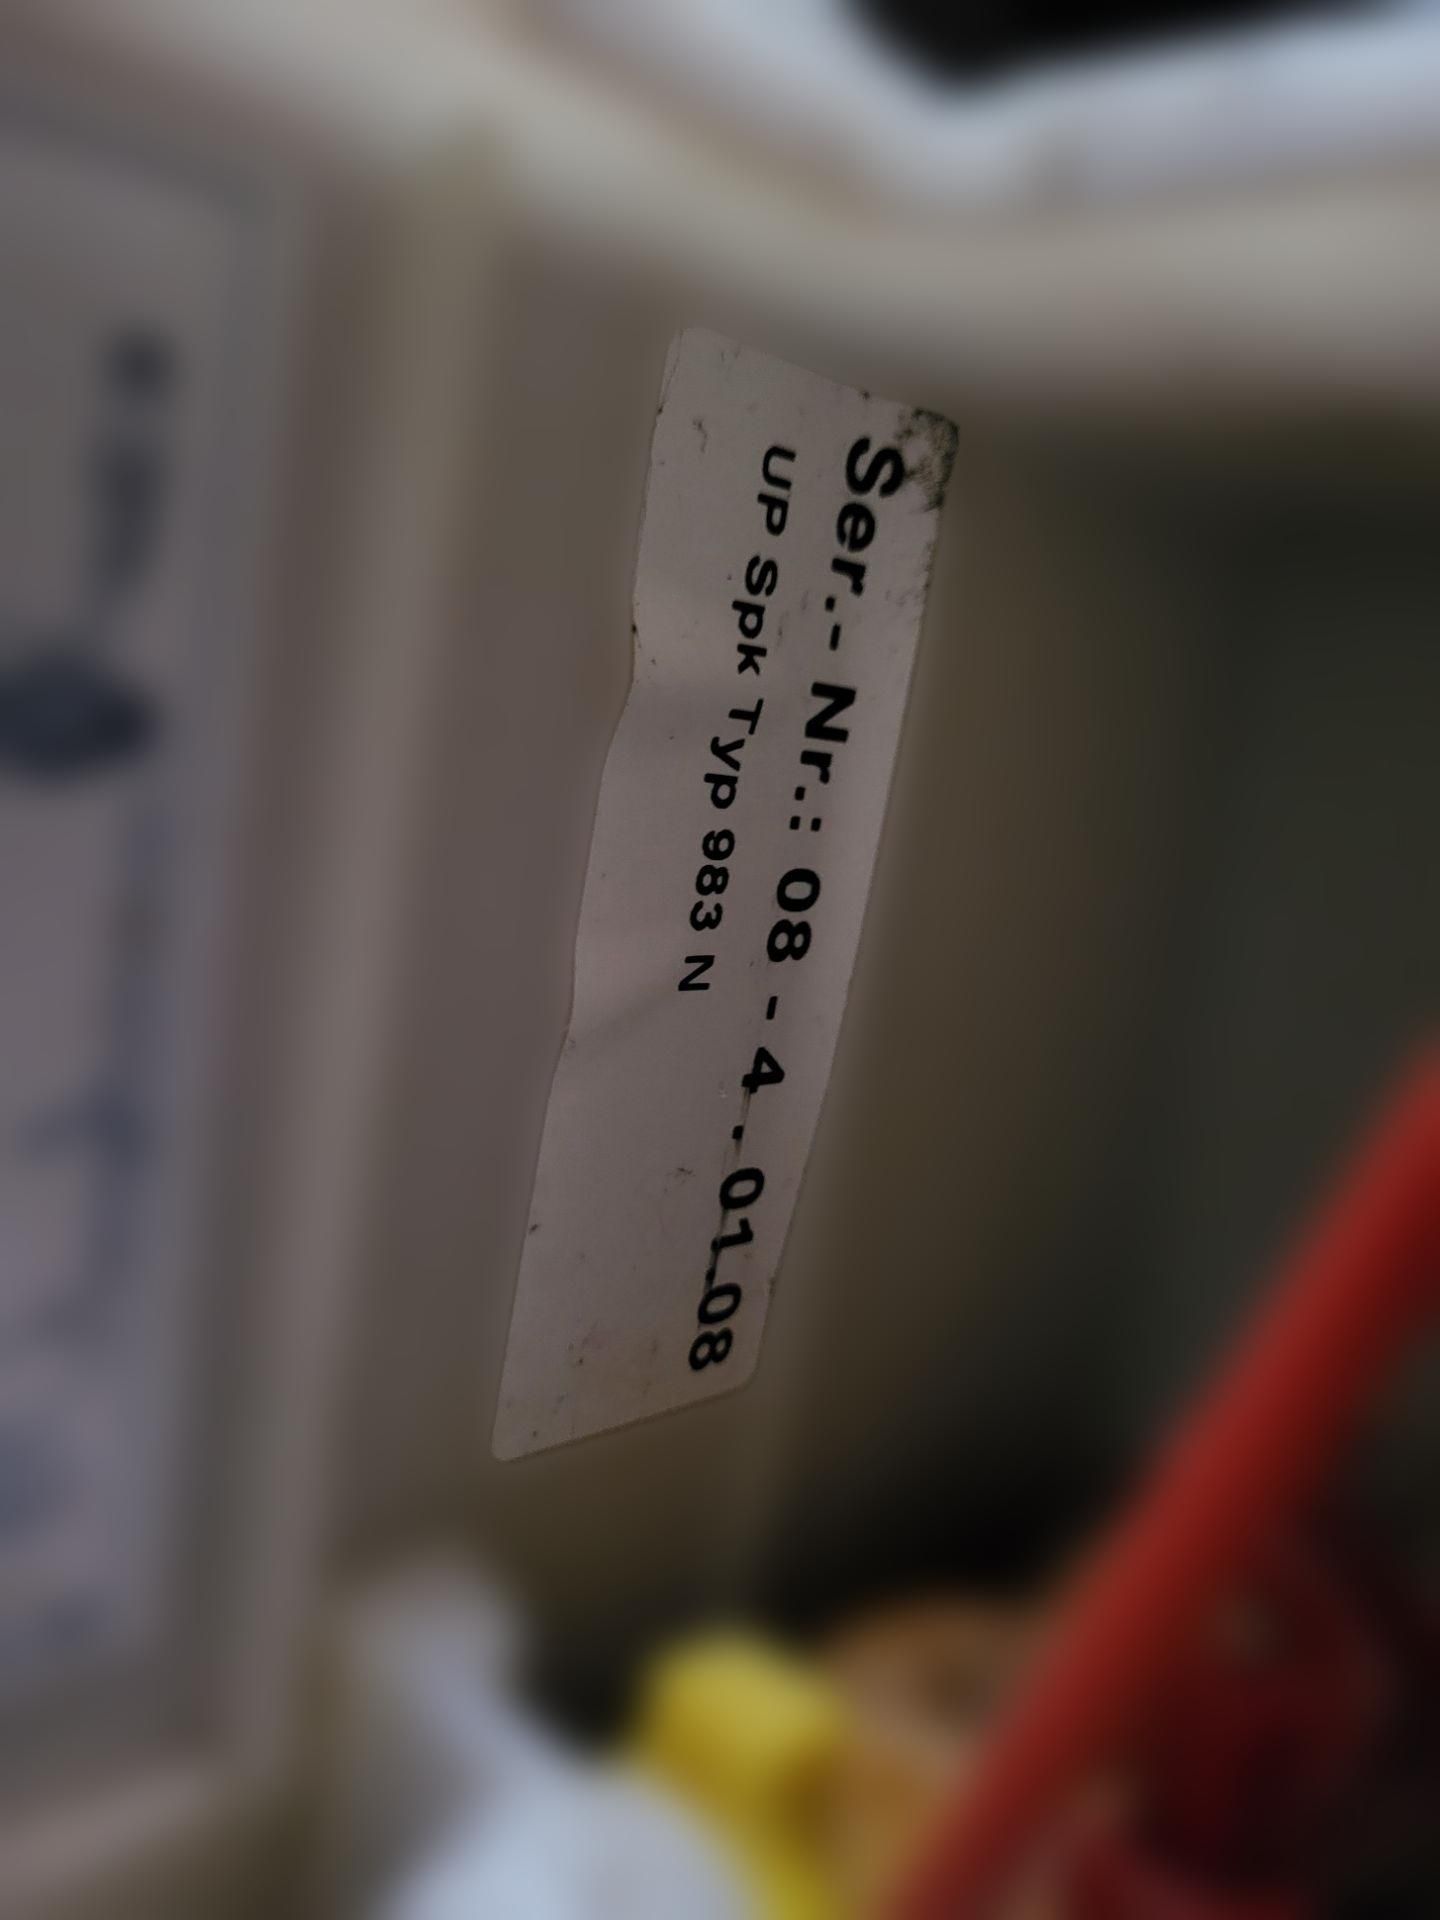 Ser.- Nr.: 08 - 4 . 01.08
UP Spk Typ 983 N